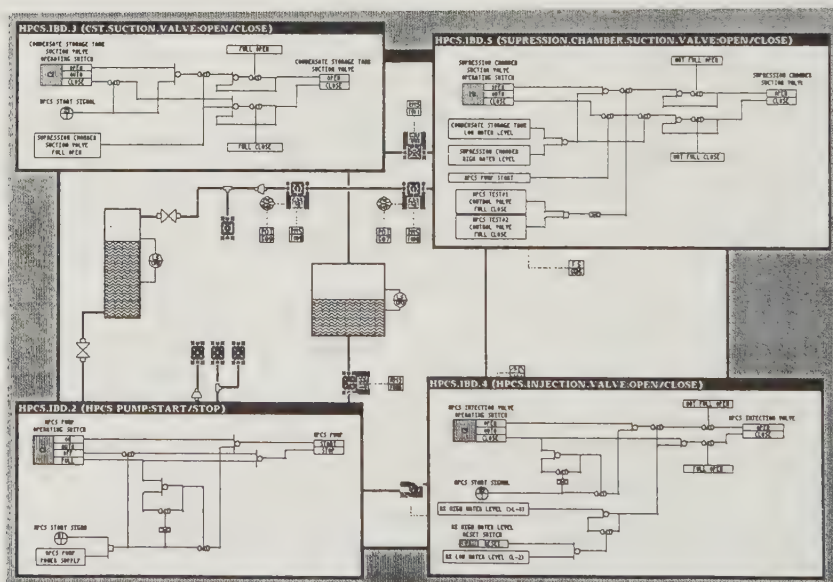 HPCS.IBD.3 (CST.SUCTION.VALVE:OPEN/CLOSE)
CONDENSATE STORAGE TANK
SUCTION VALVE
OPERATING SWITCH
OPEN
AUTO
CLOSE
HPCS START SIGNAL
SUPRESSION CHAMBER
SUCTION VALVE
FULL OPEN
FULL OPEN
CONDENSATE STORAGE TANK
SUCTION VALVE
OPEN
CLOSE
FULL CLOSE
HPCS.IBD.5 (SUPRESSION.CHAMBER.SUCTION.VALVE:OPEN/CLOSE)
SUPRESSION CHAMBER
SUCTION VALVE
OPERATING SWITCH
OPEN
AUTO
CLOSE
CONDENSATE STORAGE TANK
LOW WATER LEVEL
SUPRESSION CHAMBER
HIGH WATER LEVEL
HPCS PUMP START
HPCS TEST#1
CONTROL VALVE
FULL CLOSE
HPCS TEST#2
CONTROL VALVE
FULL CLOSE
NOT FULL OPEN
SUPRESSION CHAMBER
SUCTION VALVE
OPEN
CLOSE
NOT FULL CLOSE
HPCS.IBD.2 (HPCS PUMP:START/STOP)
HPCS PUMP
OPERATING SWITCH
ON
AUTO
OFF
PULL
HPCS START SIGNAL
HPCS PUMP
POWER SUPPLY
HPCS PUMP
START
STOP
HPCS.IBD.4 (HPCS.INJECTION.VALVE:OPEN/CLOSE)
HPCS INJECTION VALVE
OPERATING SWITCH
OPEN
AUTO
CLOSE
HPCS START SIGNAL
RX HIGH WATER LEVEL (>L-8)
RX HIGH WATER LEVEL
RESET SWITCH
RESET
RX LOW WATER LEVEL (L-2)
NOT FULL OPEN
HPCS INJECTION VALVE
OPEN
CLOSE
FULL OPEN